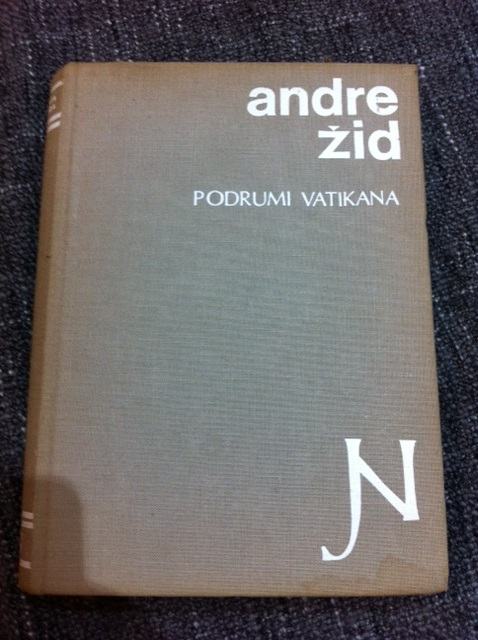 andre
žid
PODRUMI VATIKANA
JN